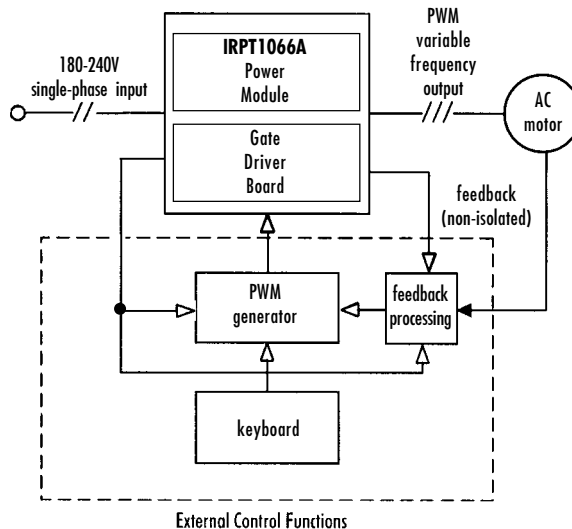 180-240V
single-phase input
IRPT1066A
Power
Module
Gate
Driver
Board
PWM
variable
frequency
output
AC
motor
feedback
(non-isolated)
PWM
generator
feedback
processing
keyboard
External Control Functions